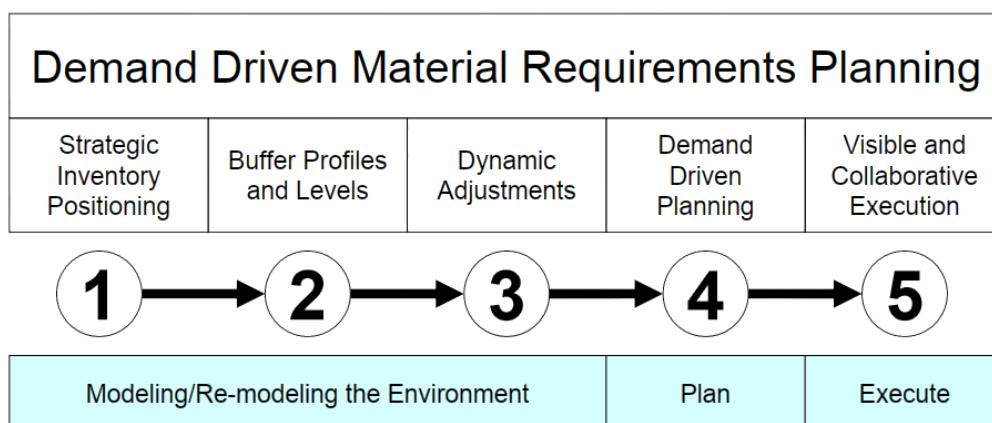 Demand Driven Material Requirements Planning
Strategic
Inventory
Positioning
Buffer Profiles
and Levels
Dynamic
Adjustments
Demand
Driven
Planning
Visible and
Collaborative
Execution
1
2
3
4
5
Modeling/Re-modeling the Environment
Plan
Execute